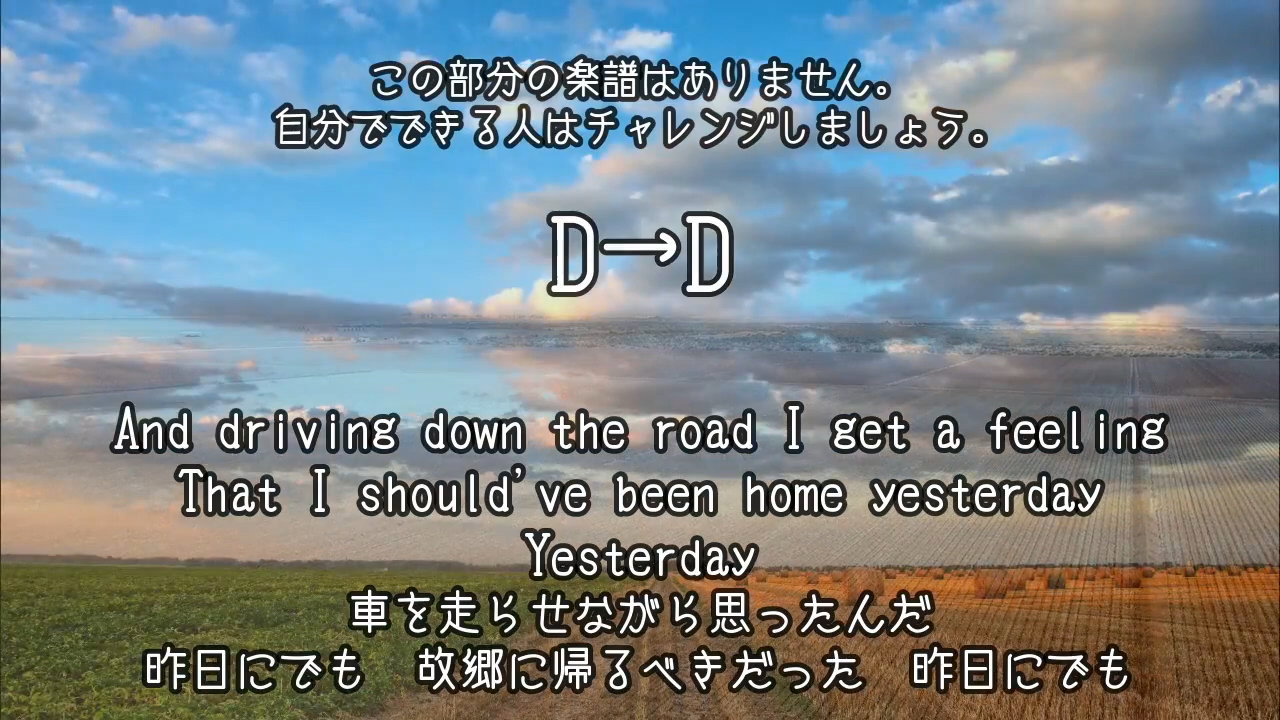 この部分の楽譜はありません。
自分でできる人はチャレンジしましょう。
D→D
And driving down the road I get a feeling
That I should've been home yesterday
Yesterday
車を走らせながら思ったんだ
昨日にでも　故郷に帰るべきだった　昨日にでも